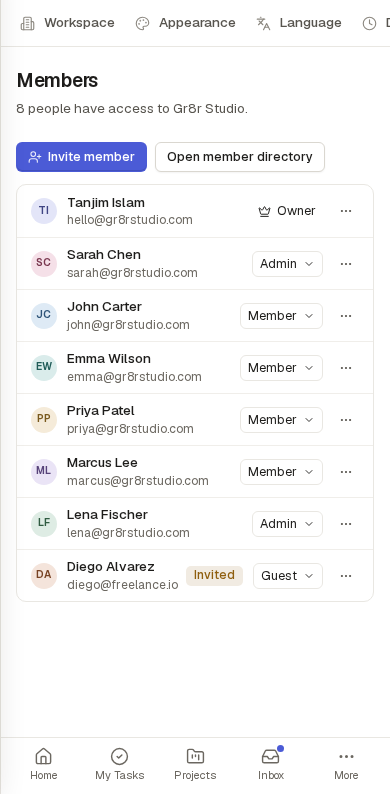 Workspace Appearance Language
Members
8 people have access to Gr8r Studio.
Invite member Open member directory
TI Tanjim Islam Owner
hello@gr8rstudio.com
SC Sarah Chen Admin
sarah@gr8rstudio.com
JC John Carter Member
john@gr8rstudio.com
EW Emma Wilson Member
emma@gr8rstudio.com
PP Priya Patel Member
priya@gr8rstudio.com
ML Marcus Lee Member
marcus@gr8rstudio.com
LF Lena Fischer Admin
lena@gr8rstudio.com
DA Diego Alvarez Invited Guest
diego@freelance.io
Home My Tasks Projects Inbox More